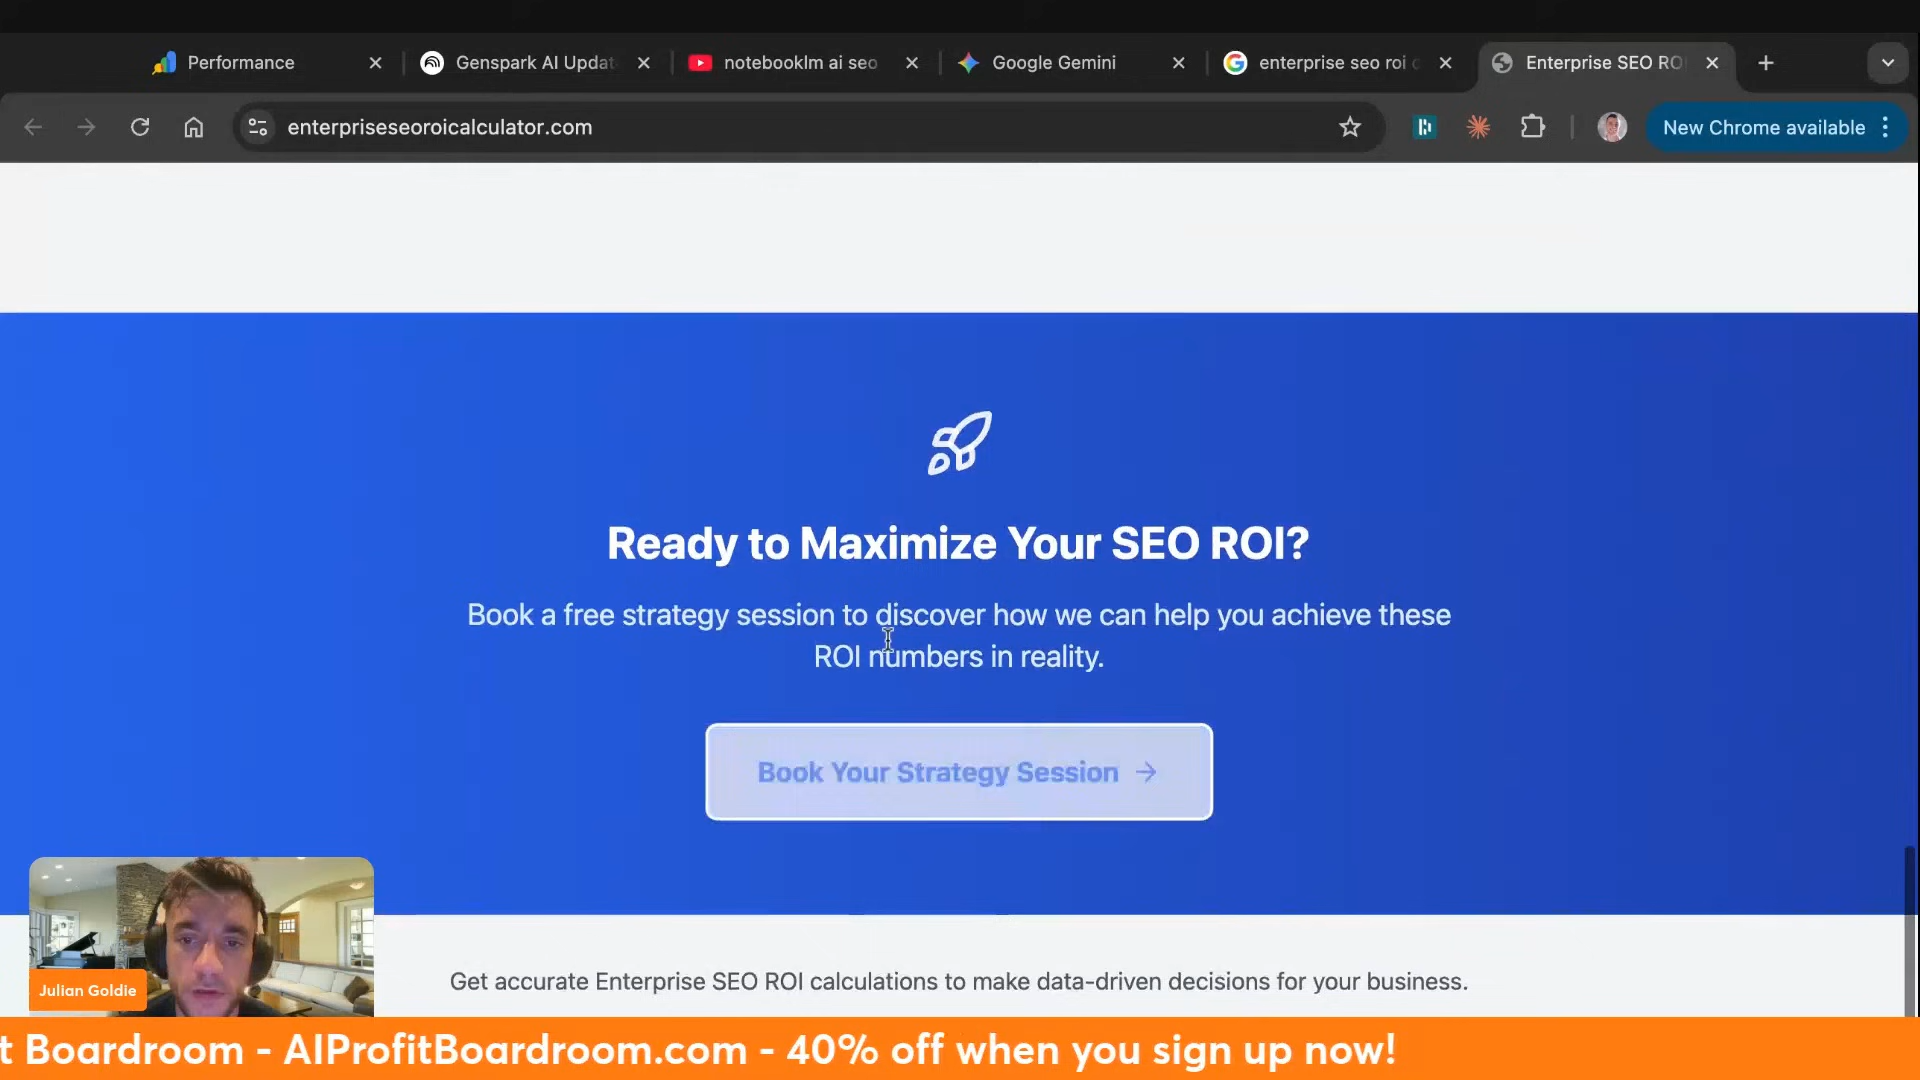 Performance
Genspark AI Updat
notebooklm ai seo
Google Gemini
enterprise seo roi c
Enterprise SEO RO
enterpriseseoroicalculator.com
New Chrome available
Ready to Maximize Your SEO ROI?
Book a free strategy session to discover how we can help you achieve these
ROI numbers in reality.
Book Your Strategy Session →
Get accurate Enterprise SEO ROI calculations to make data-driven decisions for your business.
Julian Goldie
t Boardroom - AIProfitBoardroom.com - 40% off when you sign up now!